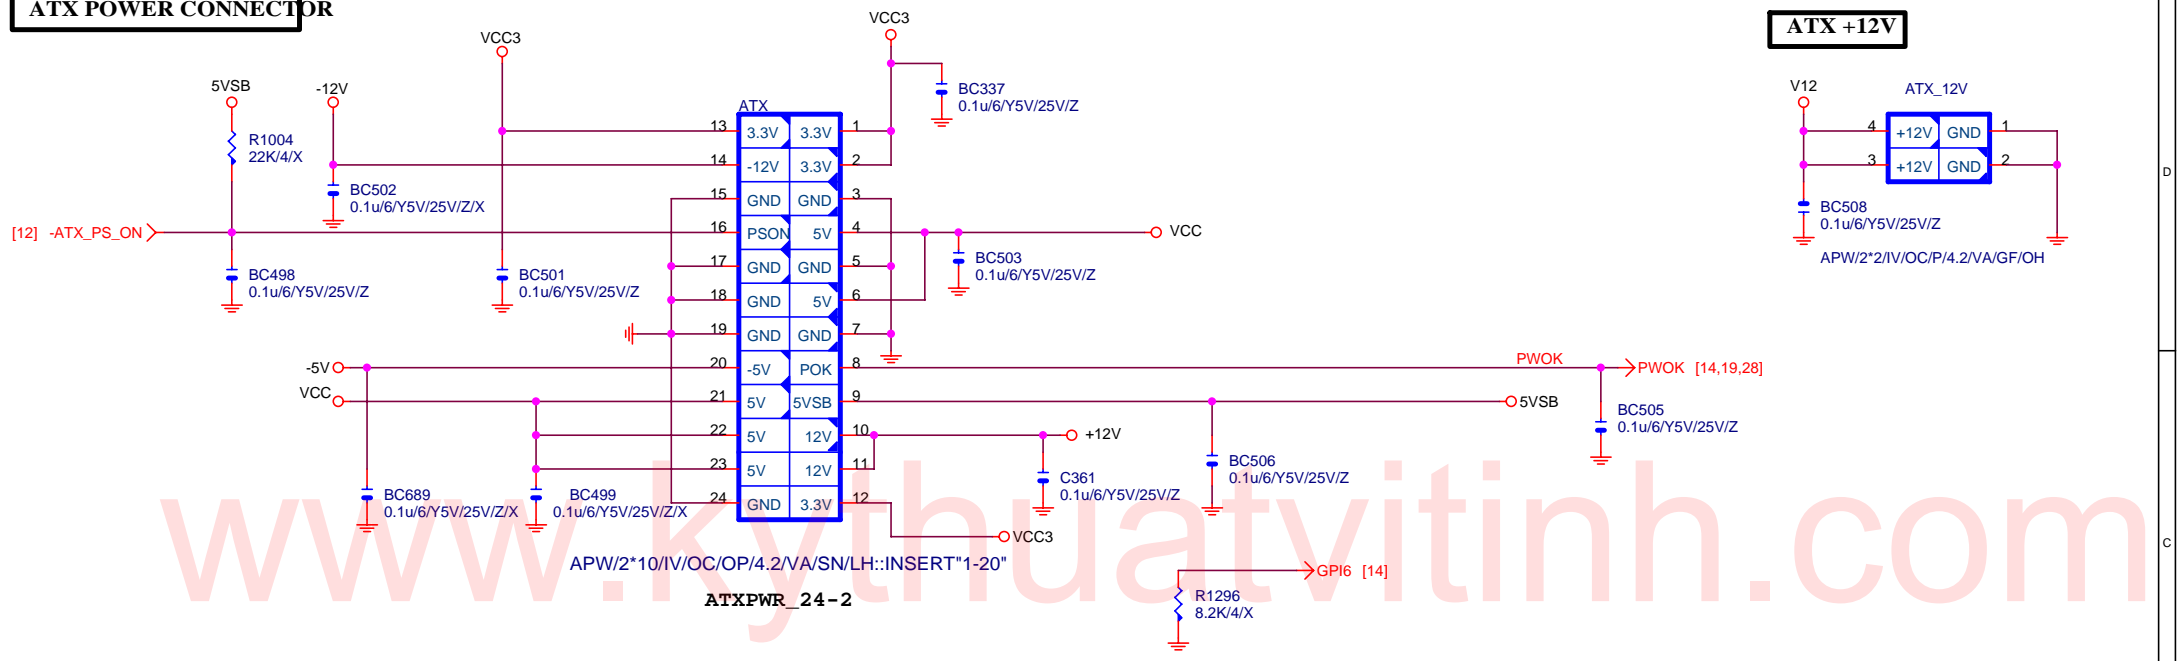 ATX POWER CONNECTOR
ATX +12V
VCC3
VCC3
5VSB
-12V
R1004
22K/4/X
BC502
0.1u/6/Y5V/25V/Z/X
[12] -ATX_PS_ON
BC498
0.1u/6/Y5V/25V/Z
BC501
0.1u/6/Y5V/25V/Z
BC337
0.1u/6/Y5V/25V/Z
ATX
13 3.3V 3.3V 1
14 -12V 3.3V 2
15 GND GND 3
16 PSON 5V 4
17 GND GND 5
18 GND 5V 6
19 GND GND 7
20 -5V POK 8
21 5V 5VSB 9
22 5V 12V 10
23 5V 12V 11
24 GND 3.3V 12
VCC
BC503
0.1u/6/Y5V/25V/Z
-5V
VCC
BC689
0.1u/6/Y5V/25V/Z/X
BC499
0.1u/6/Y5V/25V/Z/X
PWOK
PWOK [14,19,28]
5VSB
BC505
0.1u/6/Y5V/25V/Z
+12V
C361
0.1u/6/Y5V/25V/Z
BC506
0.1u/6/Y5V/25V/Z
VCC3
APW/2*10/IV/OC/OP/4.2/VA/SN/LH::INSERT"1-20"
ATXPWR_24-2
GPI6 [14]
R1296
8.2K/4/X
V12
ATX_12V
4 +12V GND 1
3 +12V GND 2
BC508
0.1u/6/Y5V/25V/Z
APW/2*2/IV/OC/P/4.2/VA/GF/OH
D
C
www.kythuatvitinh.com